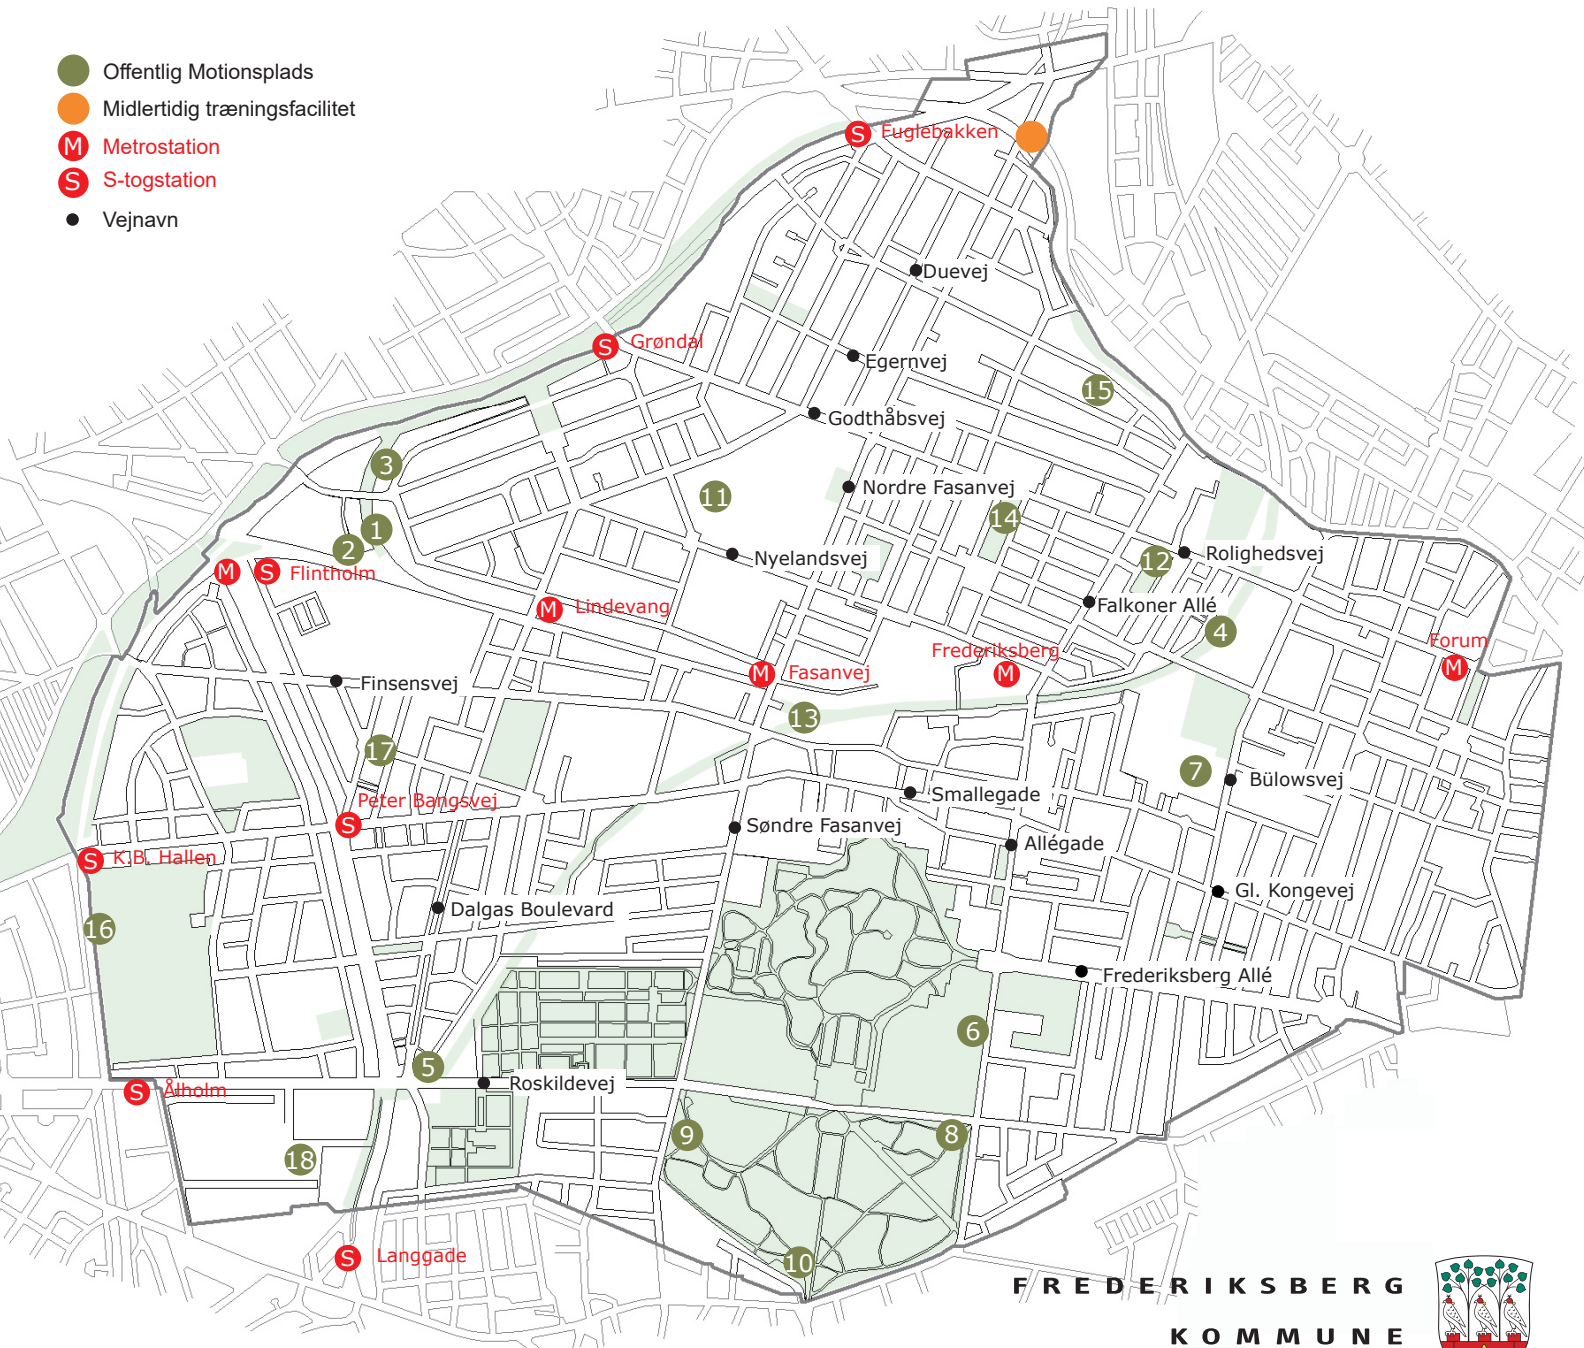 Offentlig Motionsplads
Midlertidig træningsfacilitet
M Metrostation
S S-togstation
Vejnavn
S Fuglebakken
Duevej
S Grøndal
Egernvej
15
Godthåbsvej
3
11
Nordre Fasanvej
14
1
2
Nyelandsvej
12
Rolighedsvej
M S Flintholm
M Lindevang
Falkoner Allé
4
Frederiksberg
M
Forum
M
M Fasanvej
Finsensvej
13
17
7
Bülowsvej
Smallegade
Peter Bangsvej
S
Søndre Fasanvej
Allégade
S K.B. Hallen
Gl. Kongevej
Dalgas Boulevard
16
Frederiksberg Allé
6
5
Roskildevej
S Ålholm
9
8
18
S Langgade
10
FREDERIKSBERG
KOMMUNE